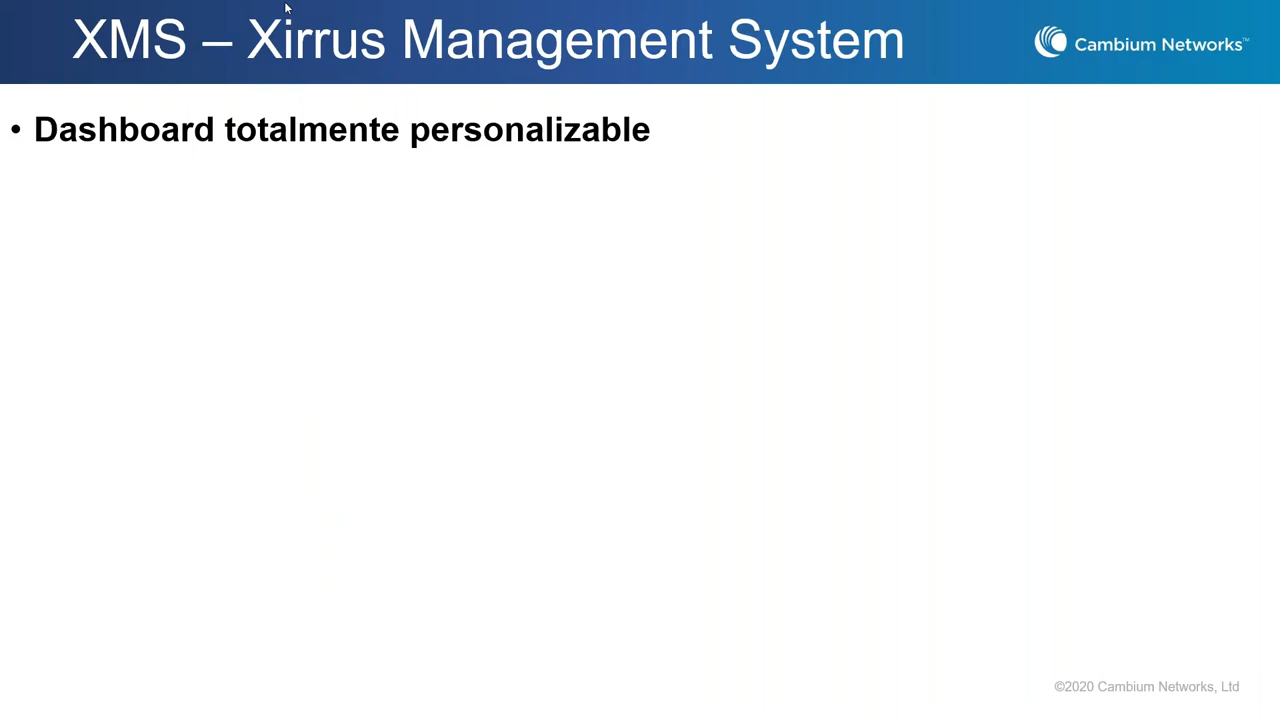 XMS – Xirrus Management System
Cambium Networks™
• Dashboard totalmente personalizable
©2020 Cambium Networks, Ltd